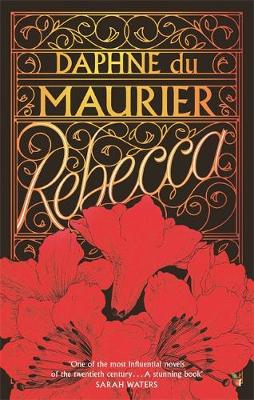 DAPHNE du
MAURIER
Rebecca
'One of the most influential novels
of the twentieth century... A stunning book'
SARAH WATERS